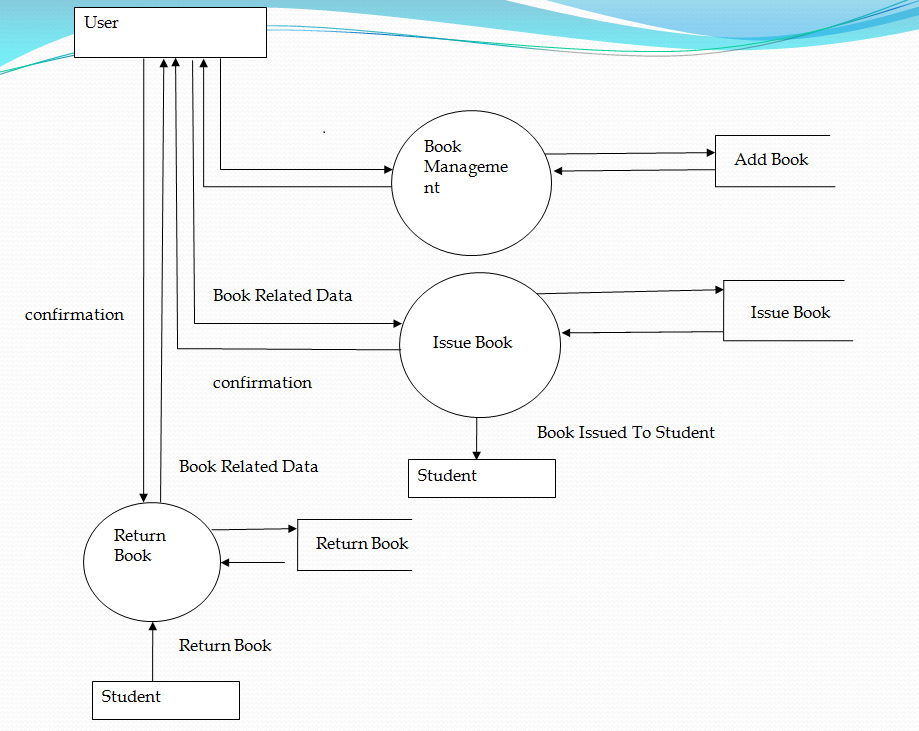 User
Book
Manageme
nt
Add Book
Book Related Data
confirmation
Issue Book
Issue Book
confirmation
Book Issued To Student
Book Related Data
Student
Return
Book
Return Book
Return Book
Student